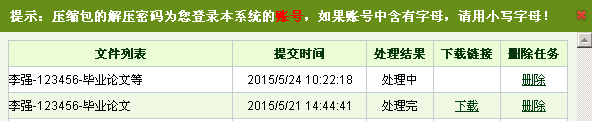 提示：压缩包的解压密码为您登录本系统的账号，如果账号中含有字母，请用小写字母！
文件列表 提交时间 处理结果 下载链接 删除任务
李强-123456-毕业论文等 2015/5/24 10:22:18 处理中 删除
李强-123456-毕业论文 2015/5/21 14:44:41 处理完 下载 删除